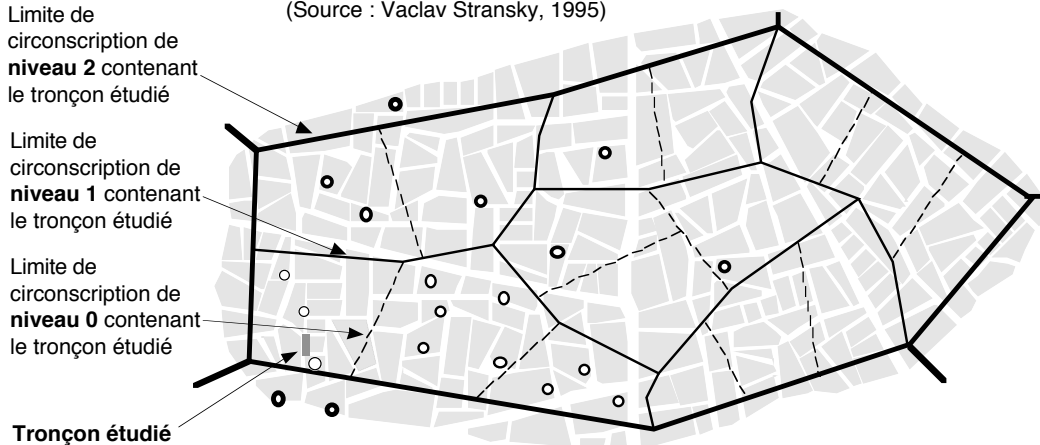 (Source : Vaclav Stransky, 1995)
Limite de
circonscription de
niveau 2 contenant
le tronçon étudié
Limite de
circonscription de
niveau 1 contenant
le tronçon étudié
Limite de
circonscription de
niveau 0 contenant
le tronçon étudié
Tronçon étudié